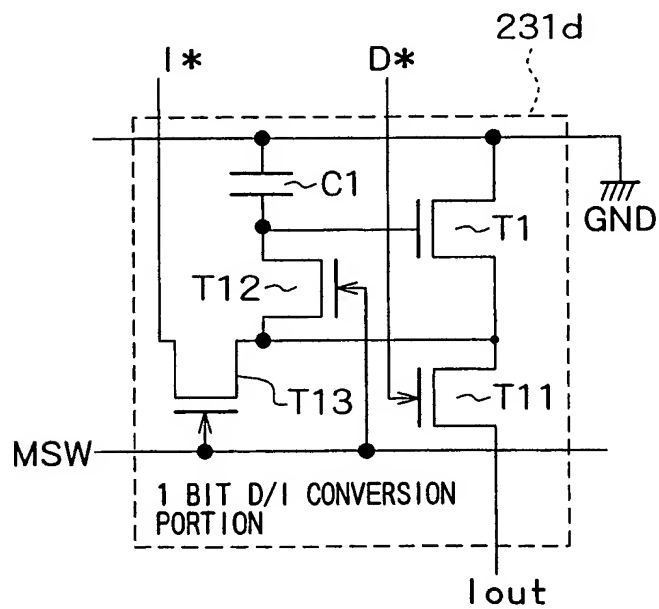 231d
I*
D*
C1
T1
GND
T12
T13
T11
MSW
1 BIT D/I CONVERSION
PORTION
Iout